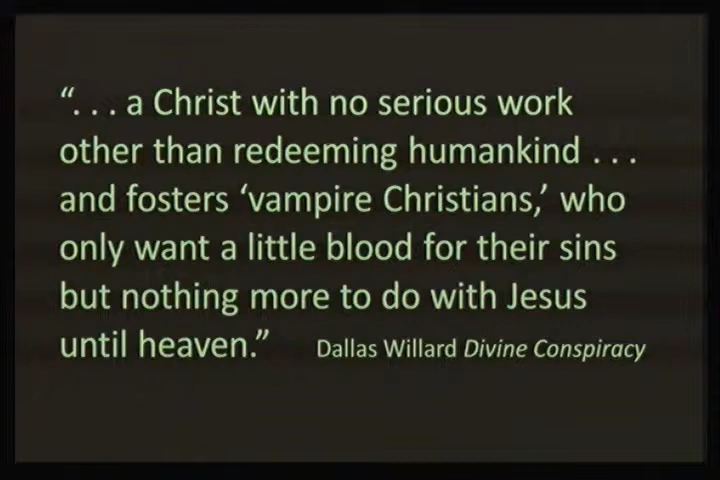 “. . . a Christ with no serious work
other than redeeming humankind . . .
and fosters ‘vampire Christians,’ who
only want a little blood for their sins
but nothing more to do with Jesus
until heaven.” Dallas Willard Divine Conspiracy